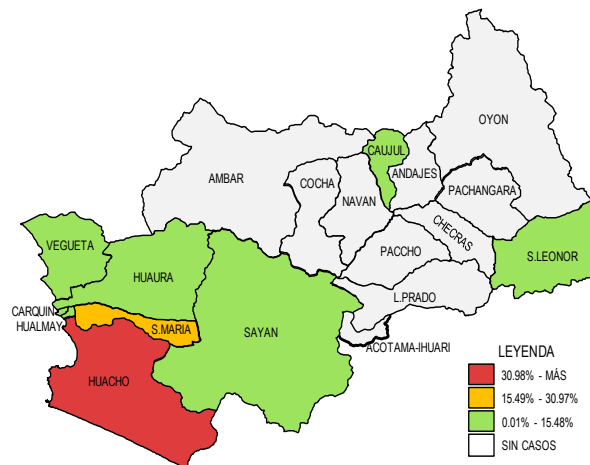 OYON
CAUJUL
ANDAJES
AMBAR
COCHA
NAVAN
PACHANGARA
CHECRAS
VEGUETA
PACCHO
S.LEONOR
HUAURA
L.PRADO
CARQUIN
HUALMAY
S.MARIA
SAYAN
ACOTAMA-IHUARI
HUACHO
LEYENDA
30.98% - MÁS
15.49% - 30.97%
0.01% - 15.48%
SIN CASOS